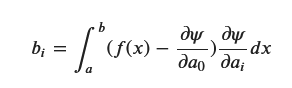 b_i = ∫_a^b (f(x) − ∂ψ/∂a_0) ∂ψ/∂a_i dx